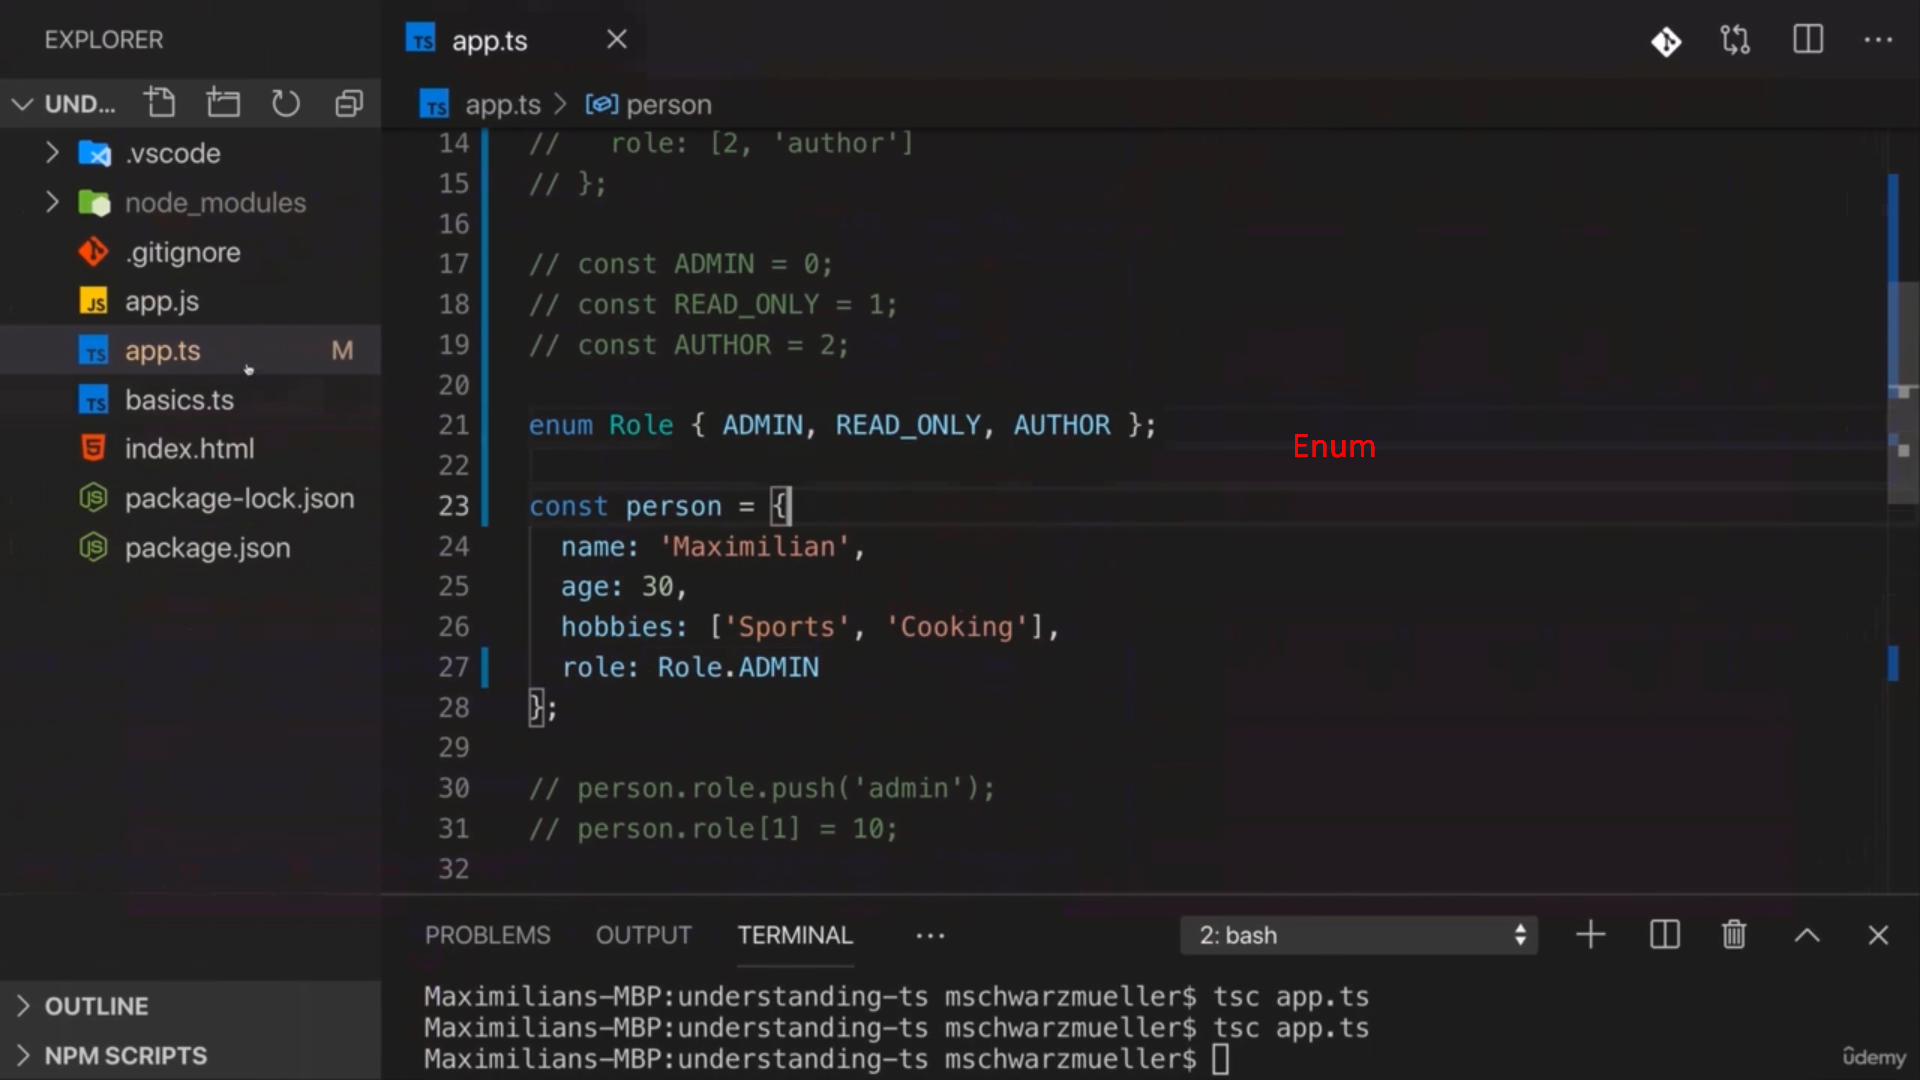 EXPLORER
UND...
.vscode
node_modules
.gitignore
JS app.js
TS app.ts M
TS basics.ts
index.html
package-lock.json
package.json
OUTLINE
NPM SCRIPTS
TS app.ts
TS app.ts > person
14 //   role: [2, 'author']
15 // };
16
17 // const ADMIN = 0;
18 // const READ_ONLY = 1;
19 // const AUTHOR = 2;
20
21 enum Role { ADMIN, READ_ONLY, AUTHOR };
Enum
22
23 const person = {
24   name: 'Maximilian',
25   age: 30,
26   hobbies: ['Sports', 'Cooking'],
27   role: Role.ADMIN
28 };
29
30 // person.role.push('admin');
31 // person.role[1] = 10;
32
PROBLEMS OUTPUT TERMINAL ... 2: bash
Maximilians-MBP:understanding-ts mschwarzmueller$ tsc app.ts
Maximilians-MBP:understanding-ts mschwarzmueller$ tsc app.ts
Maximilians-MBP:understanding-ts mschwarzmueller$
ûdemy